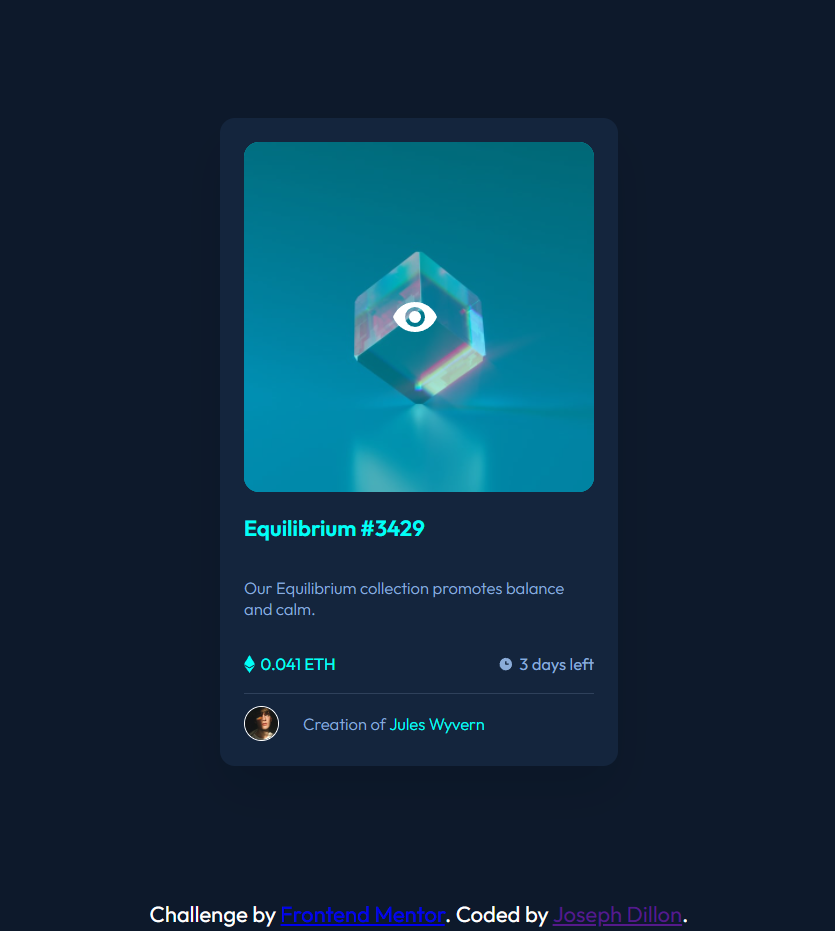 Equilibrium #3429
Our Equilibrium collection promotes balance
and calm.
0.041 ETH
3 days left
Creation of Jules Wyvern
Challenge by Frontend Mentor. Coded by Joseph Dillon.